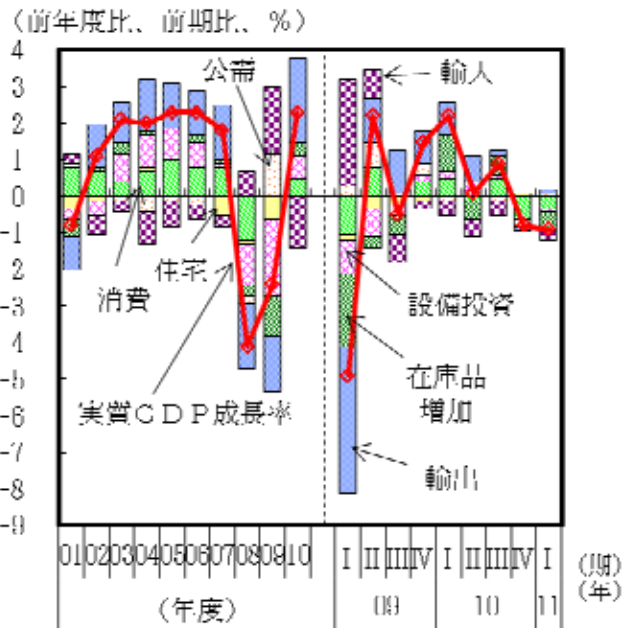 （前年度比、前期比、％）
4
3
2
1
0
-1
2
-3
4
-5
-6
-7
-8
-9
公需
輸入
住宅
消費
設備投資
在庫品
増加
実質GDP成長率
輸出
01 02 03 04 05 06 07 08 09 10 I II III IV I II III IV I (期)
（年度） 09 10 11 (年)